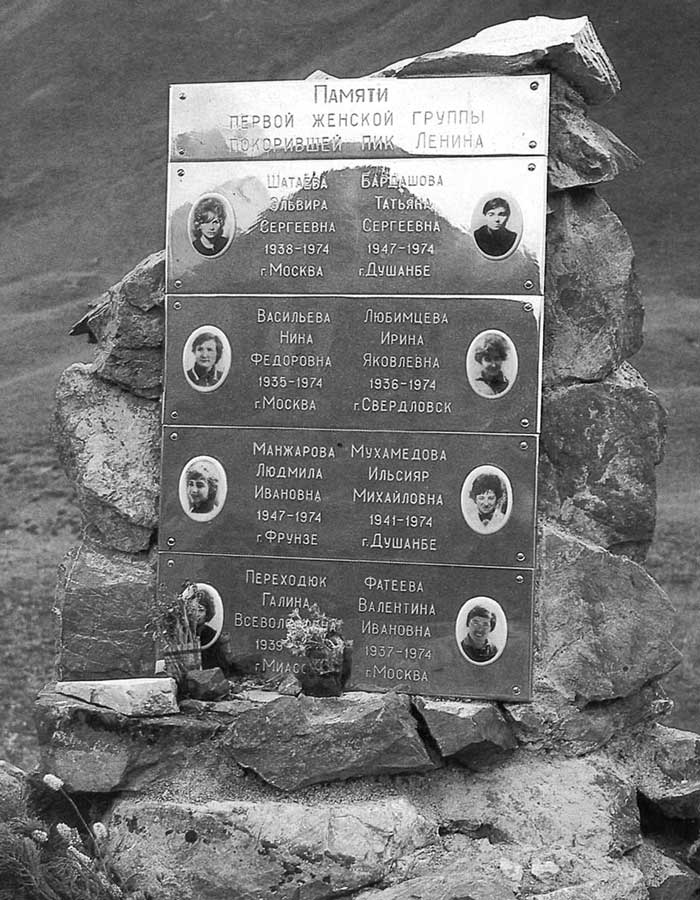 Памяти
первой женской группы
покорившей пик Ленина
Шатаева
Эльвира
Сергеевна
1938-1974
г.Москва
Бардашова
Татьяна
Сергеевна
1947-1974
г.Душанбе
Васильева
Нина
Федоровна
1935-1974
г.Москва
Любимцева
Ирина
Яковлевна
1936-1974
г.Свердловск
Манжарова
Людмила
Ивановна
1947-1974
г.Фрунзе
Мухамедова
Ильсияр
Михайловна
1941-1974
г.Душанбе
Переходюк
Галина
г.
Фатеева
Валентина
Ивановна
1937-1974
г.Москва